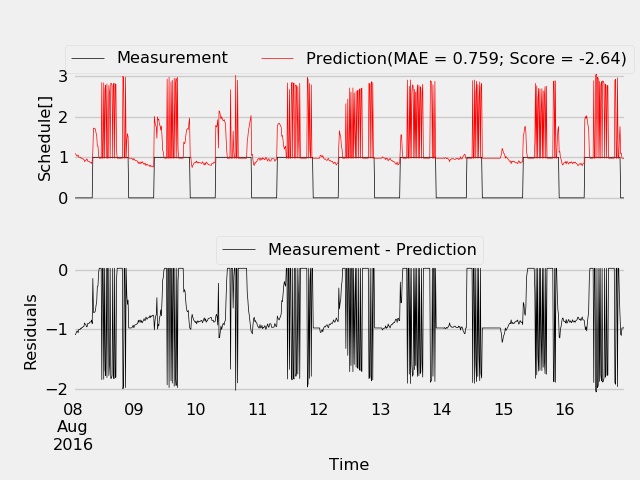 Measurement
Prediction(MAE = 0.759; Score = -2.64)
3
2
1
0
Schedule[]
Measurement - Prediction
0
−1
−2
Residuals
08 09 10 11 12 13 14 15 16
Aug
2016
Time